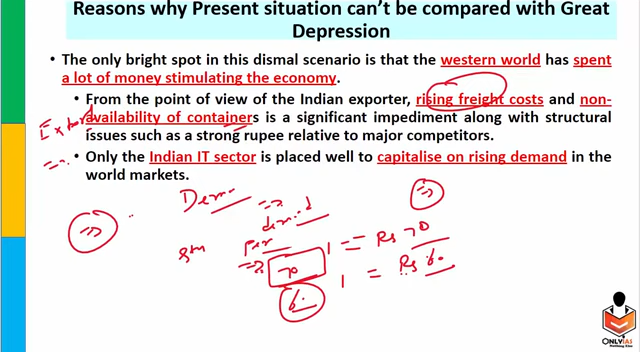 Reasons why Present situation can't be compared with Great
Depression
• The only bright spot in this dismal scenario is that the western world has spent
a lot of money stimulating the economy.
• From the point of view of the Indian exporter, rising freight costs and non-
availability of containers is a significant impediment along with structural
issues such as a strong rupee relative to major competitors.
• Only the Indian IT sector is placed well to capitalise on rising demand in the
world markets.
Export
Dem
demand
1 = Rs 70
70
1 = Rs 60
60
ONLYIAS